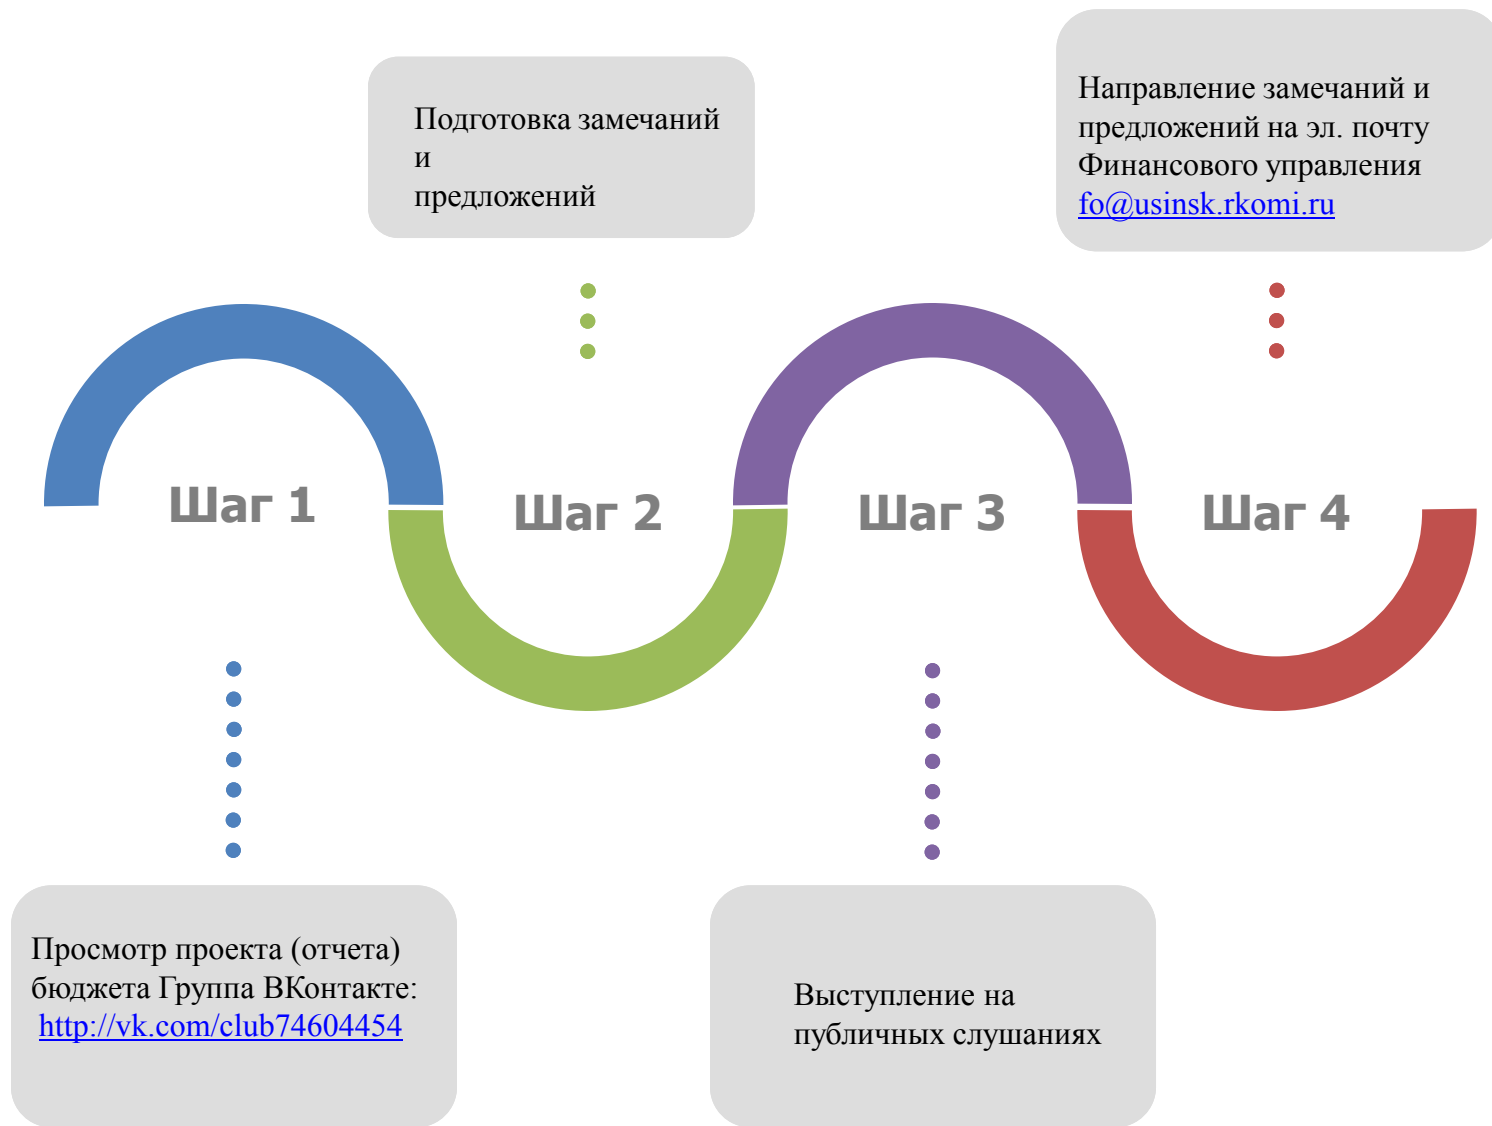 Подготовка замечаний
и
предложений
Направление замечаний и
предложений на эл. почту
Финансового управления
fo@usinsk.rkomi.ru
Шаг 1
Шаг 2
Шаг 3
Шаг 4
Просмотр проекта (отчета)
бюджета Группа ВКонтакте:
http://vk.com/club74604454
Выступление на
публичных слушаниях